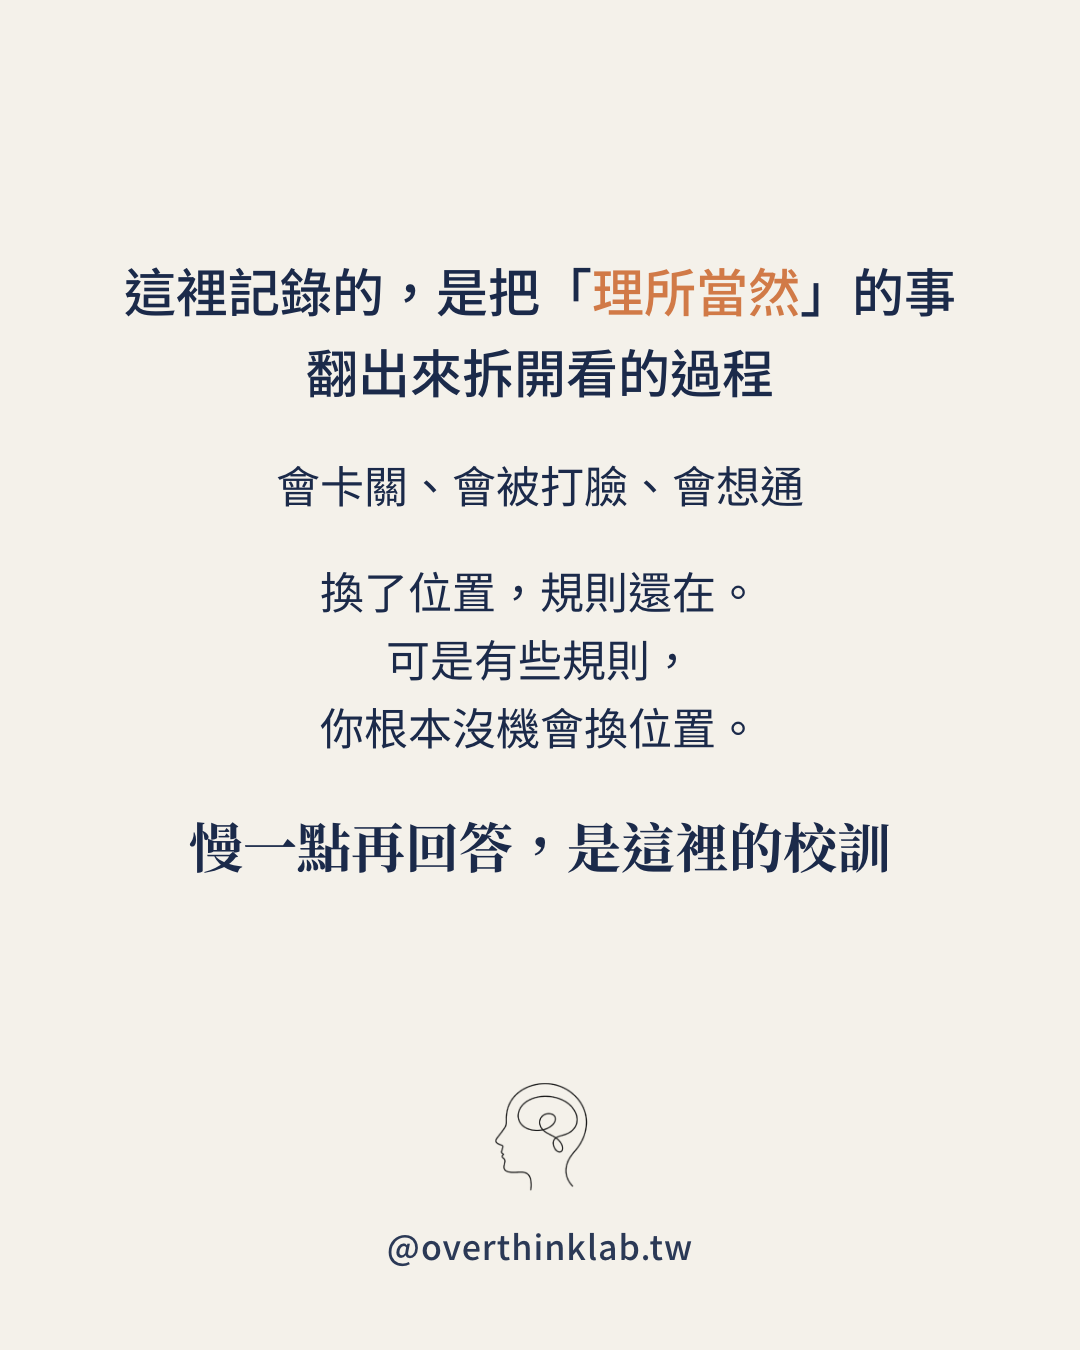 這裡記錄的，是把「理所當然」的事
翻出來拆開看的過程
會卡關、會被打臉、會想通
換了位置，規則還在。
可是有些規則，
你根本沒機會換位置。
慢一點再回答，是這裡的校訓
@overthinklab.tw